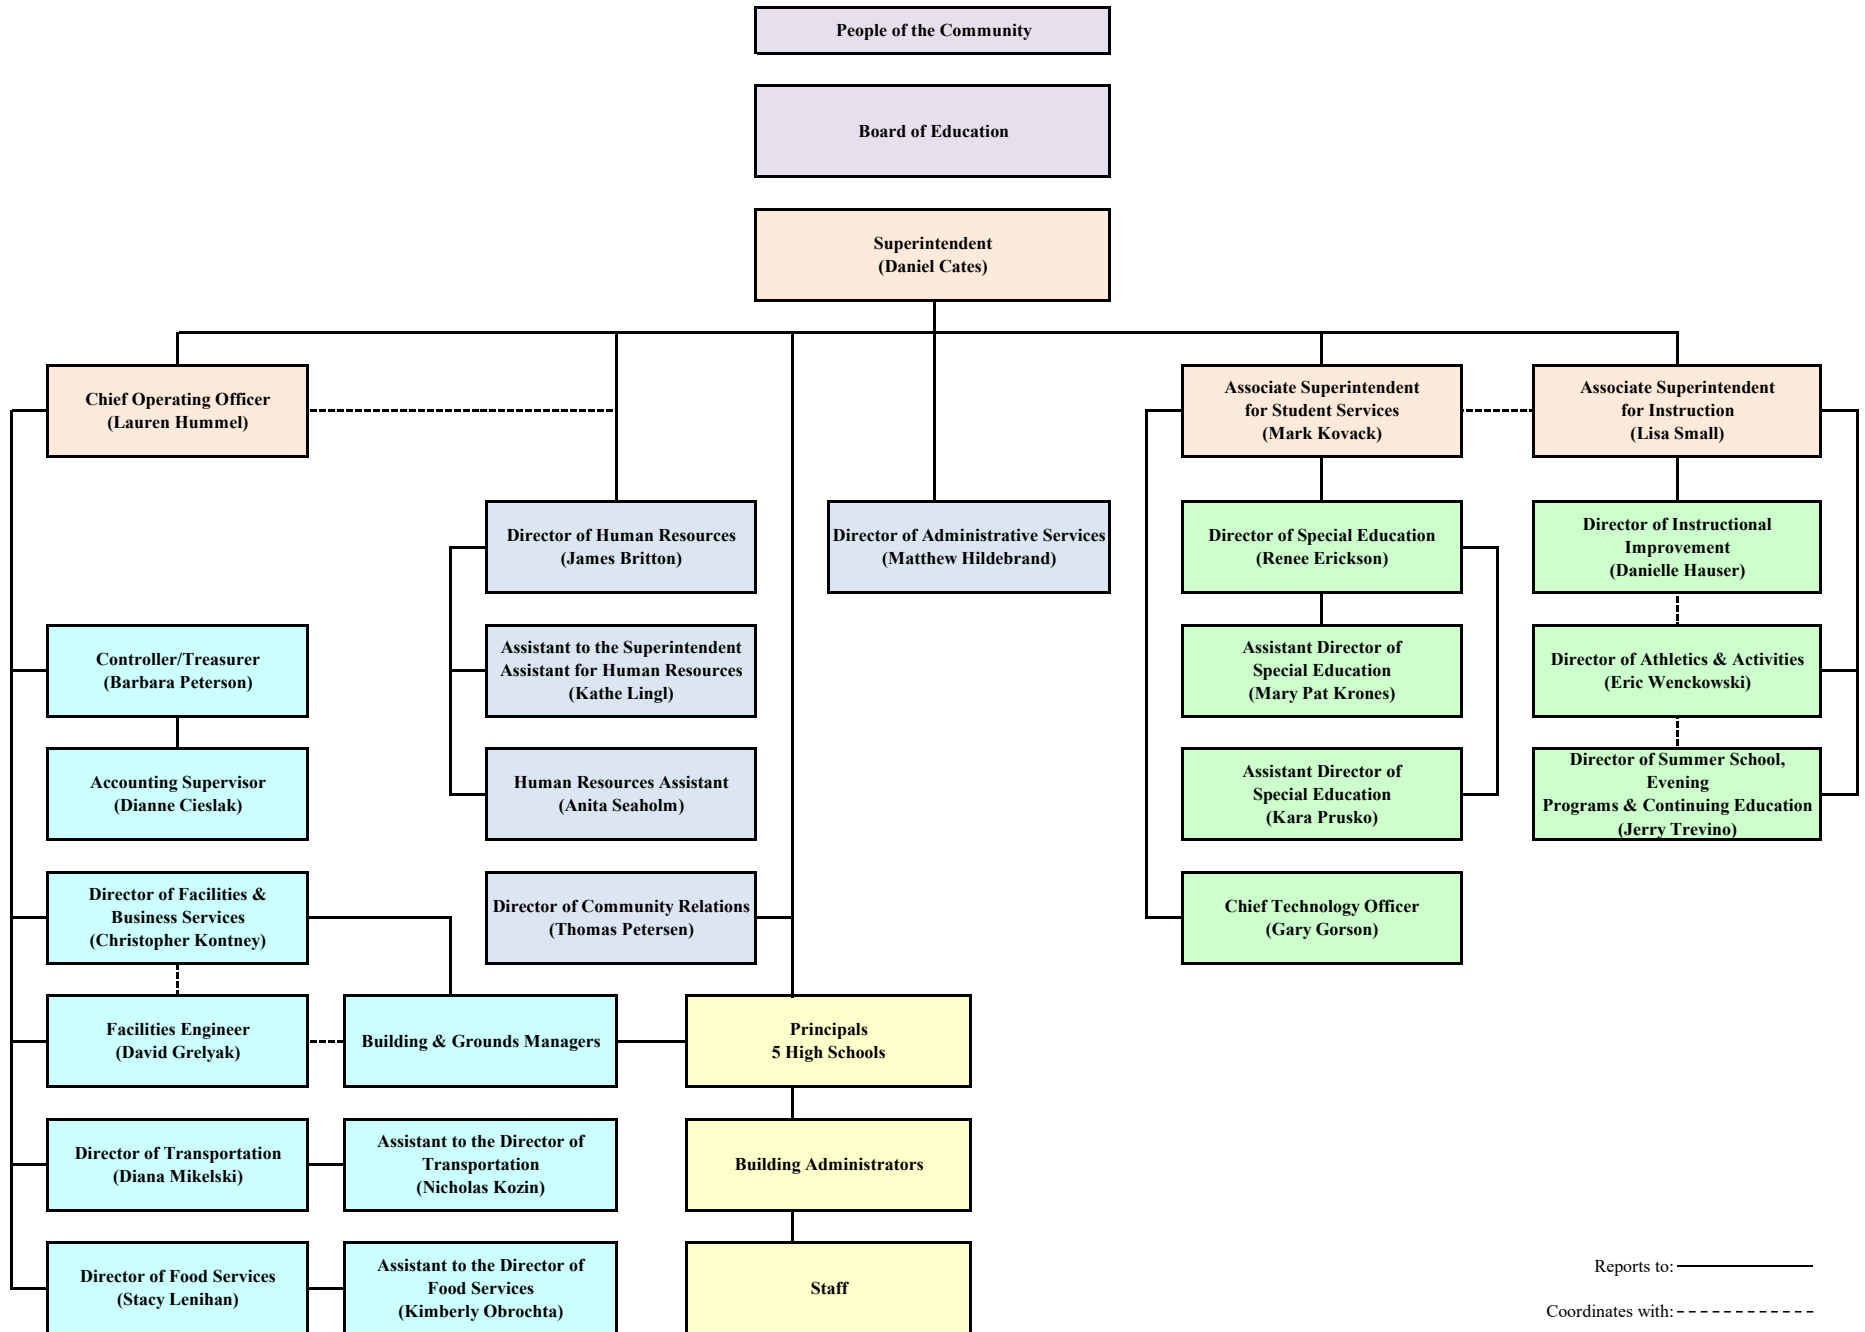 People of the Community
Board of Education
Superintendent
(Daniel Cates)
Chief Operating Officer
(Lauren Hummel)
Associate Superintendent
for Student Services
(Mark Kovack)
Associate Superintendent
for Instruction
(Lisa Small)
Director of Human Resources
(James Britton)
Director of Administrative Services
(Matthew Hildebrand)
Director of Special Education
(Renee Erickson)
Director of Instructional
Improvement
(Danielle Hauser)
Controller/Treasurer
(Barbara Peterson)
Assistant to the Superintendent
Assistant for Human Resources
(Kathe Lingl)
Assistant Director of
Special Education
(Mary Pat Krones)
Director of Athletics & Activities
(Eric Wenckowski)
Accounting Supervisor
(Dianne Cieslak)
Human Resources Assistant
(Anita Seaholm)
Assistant Director of
Special Education
(Kara Prusko)
Director of Summer School,
Evening
Programs & Continuing Education
(Jerry Trevino)
Director of Facilities &
Business Services
(Christopher Kontney)
Director of Community Relations
(Thomas Petersen)
Chief Technology Officer
(Gary Gorson)
Facilities Engineer
(David Grelyak)
Building & Grounds Managers
Principals
5 High Schools
Director of Transportation
(Diana Mikelski)
Assistant to the Director of
Transportation
(Nicholas Kozin)
Building Administrators
Director of Food Services
(Stacy Lenihan)
Assistant to the Director of
Food Services
(Kimberly Obrochta)
Staff
Reports to:
Coordinates with: